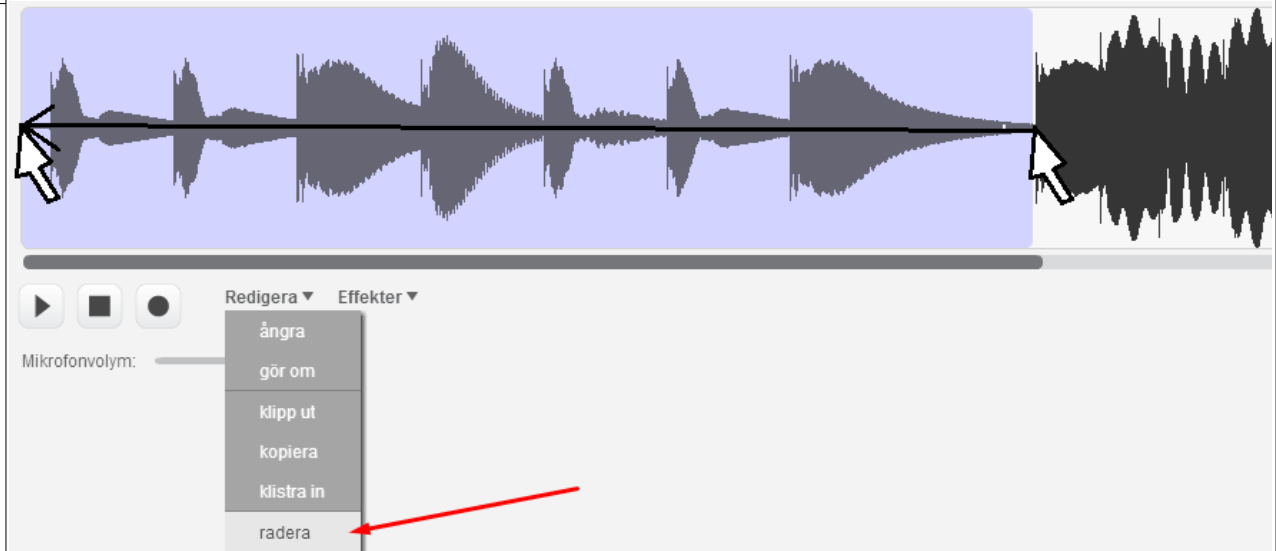 Redigera Effekter
ångra
gör om
Mikrofonvolym:
klipp ut
kopiera
klistra in
radera